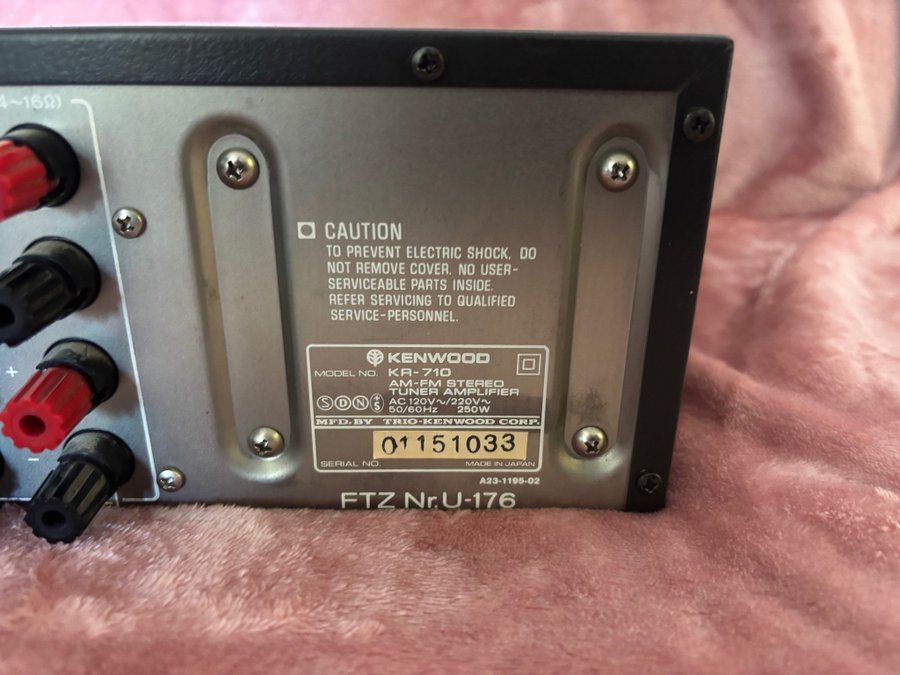 4~16Ω)
CAUTION
TO PREVENT ELECTRIC SHOCK, DO
NOT REMOVE COVER. NO USER-
SERVICEABLE PARTS INSIDE.
REFER SERVICING TO QUALIFIED
SERVICE-PERSONNEL.
KENWOOD
MODEL NO. KR-710
AM-FM STEREO
TUNER AMPLIFIER
S D N +S AC 120V~/220V~
50/60Hz 250W
MFD. BY TRIO-KENWOOD CORP.
01151033
SERIAL NO. MADE IN JAPAN
A23-1195-02
FTZ Nr. U-176
+
−